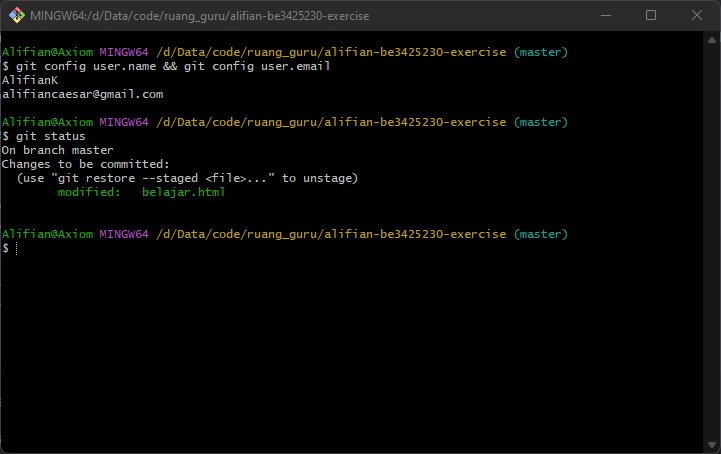 MINGW64:/d/Data/code/ruang_guru/alifian-be3425230-exercise
Alifian@Axiom MINGW64 /d/Data/code/ruang_guru/alifian-be3425230-exercise (master)
$ git config user.name && git config user.email
AlifianK
alifiancaesar@gmail.com
Alifian@Axiom MINGW64 /d/Data/code/ruang_guru/alifian-be3425230-exercise (master)
$ git status
On branch master
Changes to be committed:
  (use "git restore --staged <file>..." to unstage)
        modified:   belajar.html
Alifian@Axiom MINGW64 /d/Data/code/ruang_guru/alifian-be3425230-exercise (master)
$